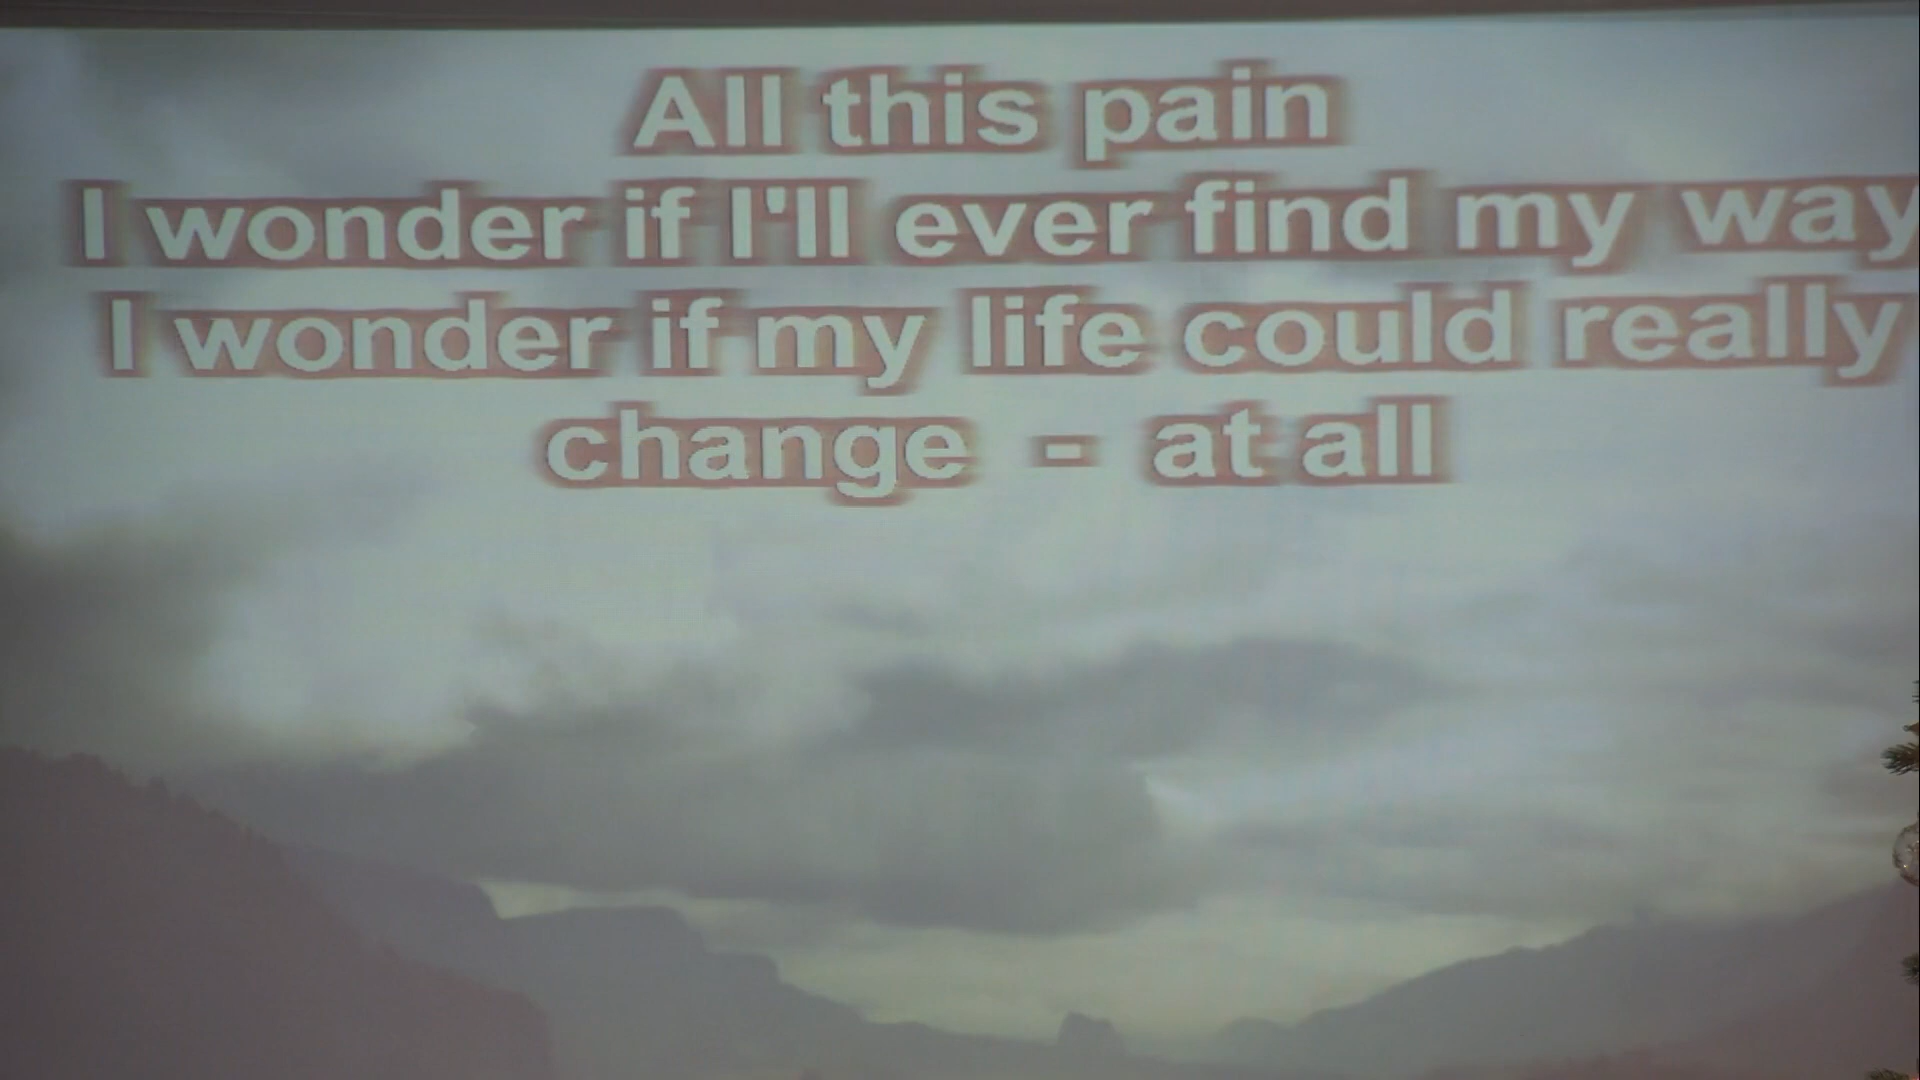 All this pain
I wonder if I'll ever find my way
I wonder if my life could really
change - at all